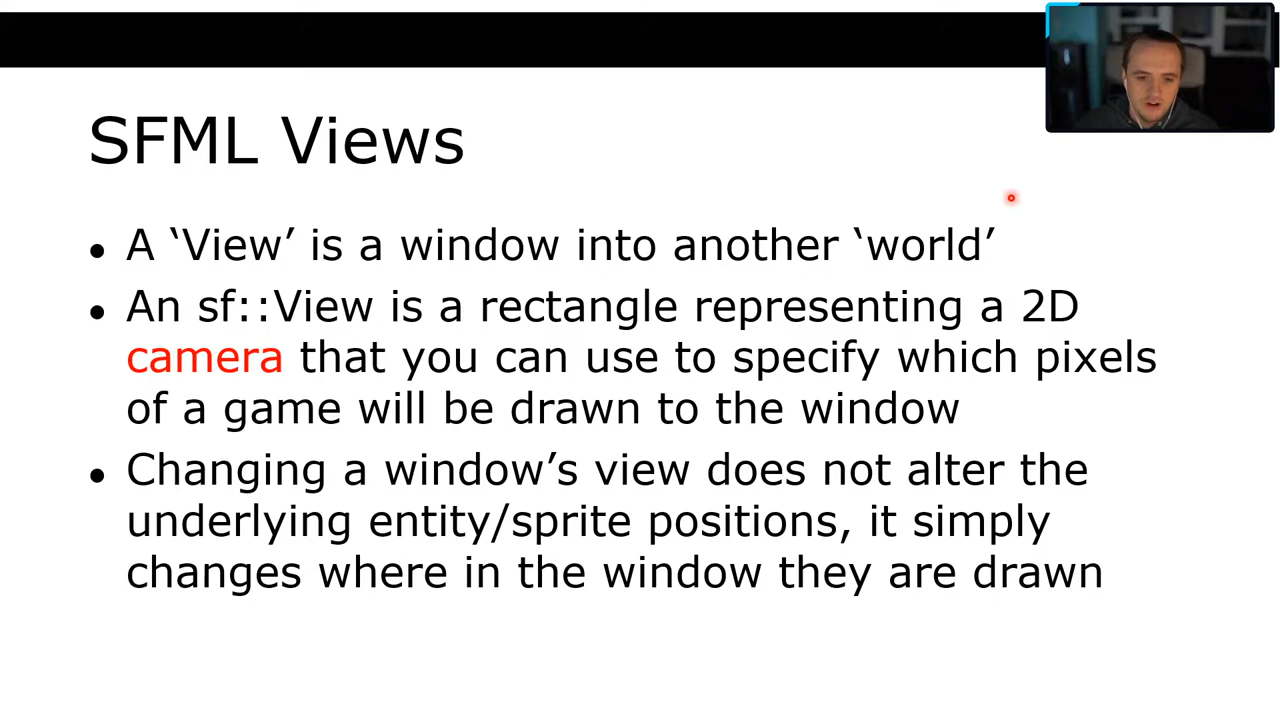 SFML Views
• A ‘View’ is a window into another ‘world’
• An sf::View is a rectangle representing a 2D
camera that you can use to specify which pixels
of a game will be drawn to the window
• Changing a window’s view does not alter the
underlying entity/sprite positions, it simply
changes where in the window they are drawn